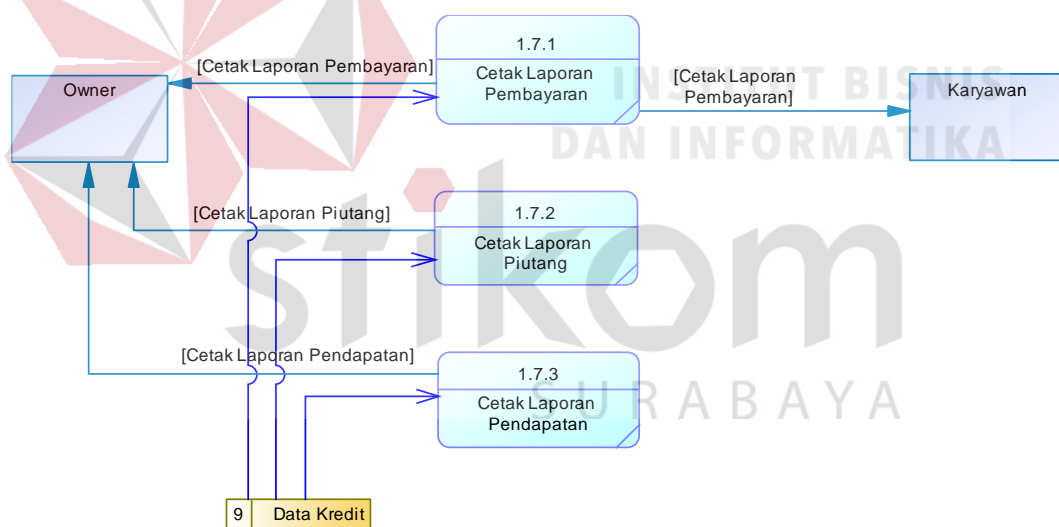 1.7.1
[Cetak Laporan Pembayaran]
Cetak Laporan
Pembayaran
[Cetak Laporan
Pembayaran]
Owner
Karyawan
INSTITUT BISNIS
DAN INFORMATIKA
[Cetak Laporan Piutang]
1.7.2
Cetak Laporan
Piutang
stikom
[Cetak Laporan Pendapatan]
1.7.3
Cetak Laporan
Pendapatan
SURABAYA
9 Data Kredit